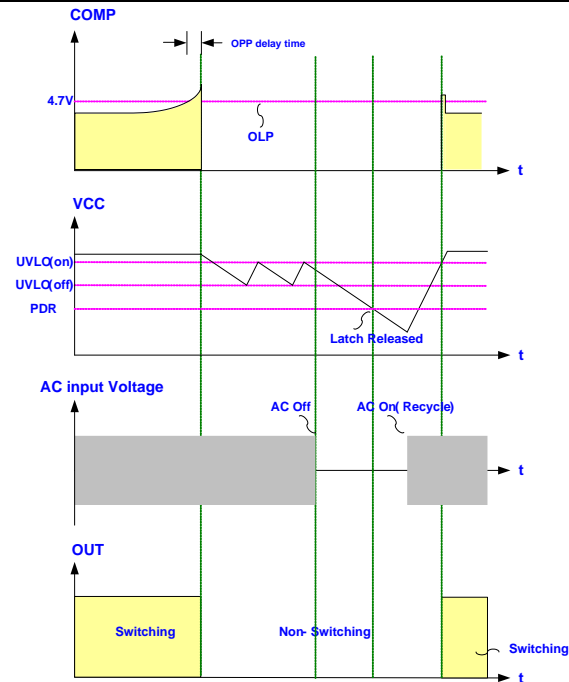 COMP
OPP delay time
4.7V
OLP
t
VCC
UVLO(on)
UVLO(off)
PDR
Latch Released
t
AC input Voltage
AC Off
AC On( Recycle)
t
OUT
Switching
Non- Switching
Switching
t